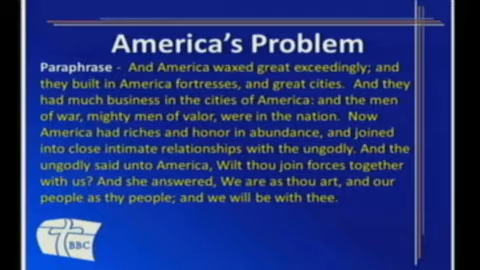 America's Problem
Paraphrase - And America waxed great exceedingly; and
they built in America fortresses, and great cities. And they
had much business in the cities of America: and the men
of war, mighty men of valor, were in the nation. Now
America had riches and honor in abundance, and joined
into close intimate relationships with the ungodly. And the
ungodly said unto America, Wilt thou join forces together
with us? And she answered, We are as thou art, and our
people as thy people; and we will be with thee.
BBC